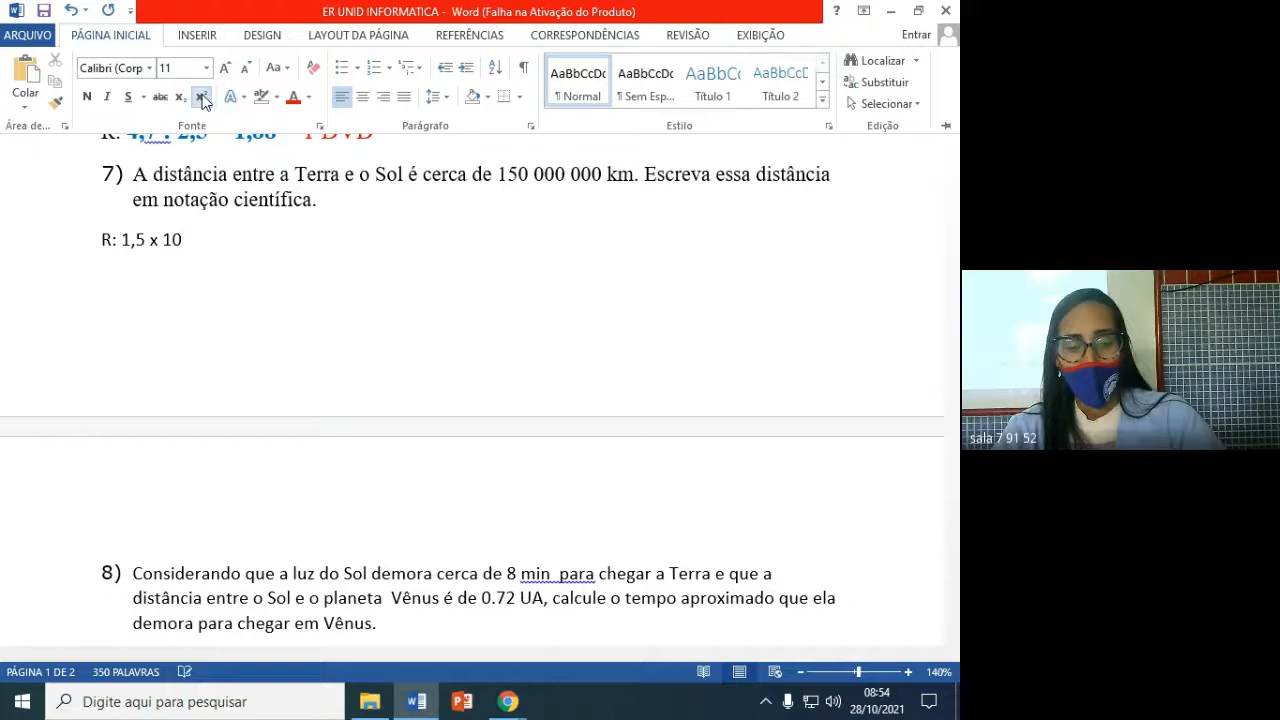 ER UNID INFORMATICA - Word (Falha na Ativação do Produto)
ARQUIVO PÁGINA INICIAL INSERIR DESIGN LAYOUT DA PÁGINA REFERÊNCIAS CORRESPONDÊNCIAS REVISÃO EXIBIÇÃO Entrar
Colar
Calibri (Corp 11 Aa
N I S abc x₂ x² A A
AaBbCcDc AaBbCcDc AaBbCc AaBbCcD
¶ Normal ¶ Sem Esp... Título 1 Título 2
Localizar
Substituir
Selecionar
Área de... Fonte Parágrafo Estilo Edição
7) A distância entre a Terra e o Sol é cerca de 150 000 000 km. Escreva essa distância
em notação científica.
R: 1,5 x 10
8) Considerando que a luz do Sol demora cerca de 8 min para chegar a Terra e que a
distância entre o Sol e o planeta Vênus é de 0.72 UA, calcule o tempo aproximado que ela
demora para chegar em Vênus.
sala 7 91 52
PÁGINA 1 DE 2 350 PALAVRAS 140%
Digite aqui para pesquisar
08:54
28/10/2021